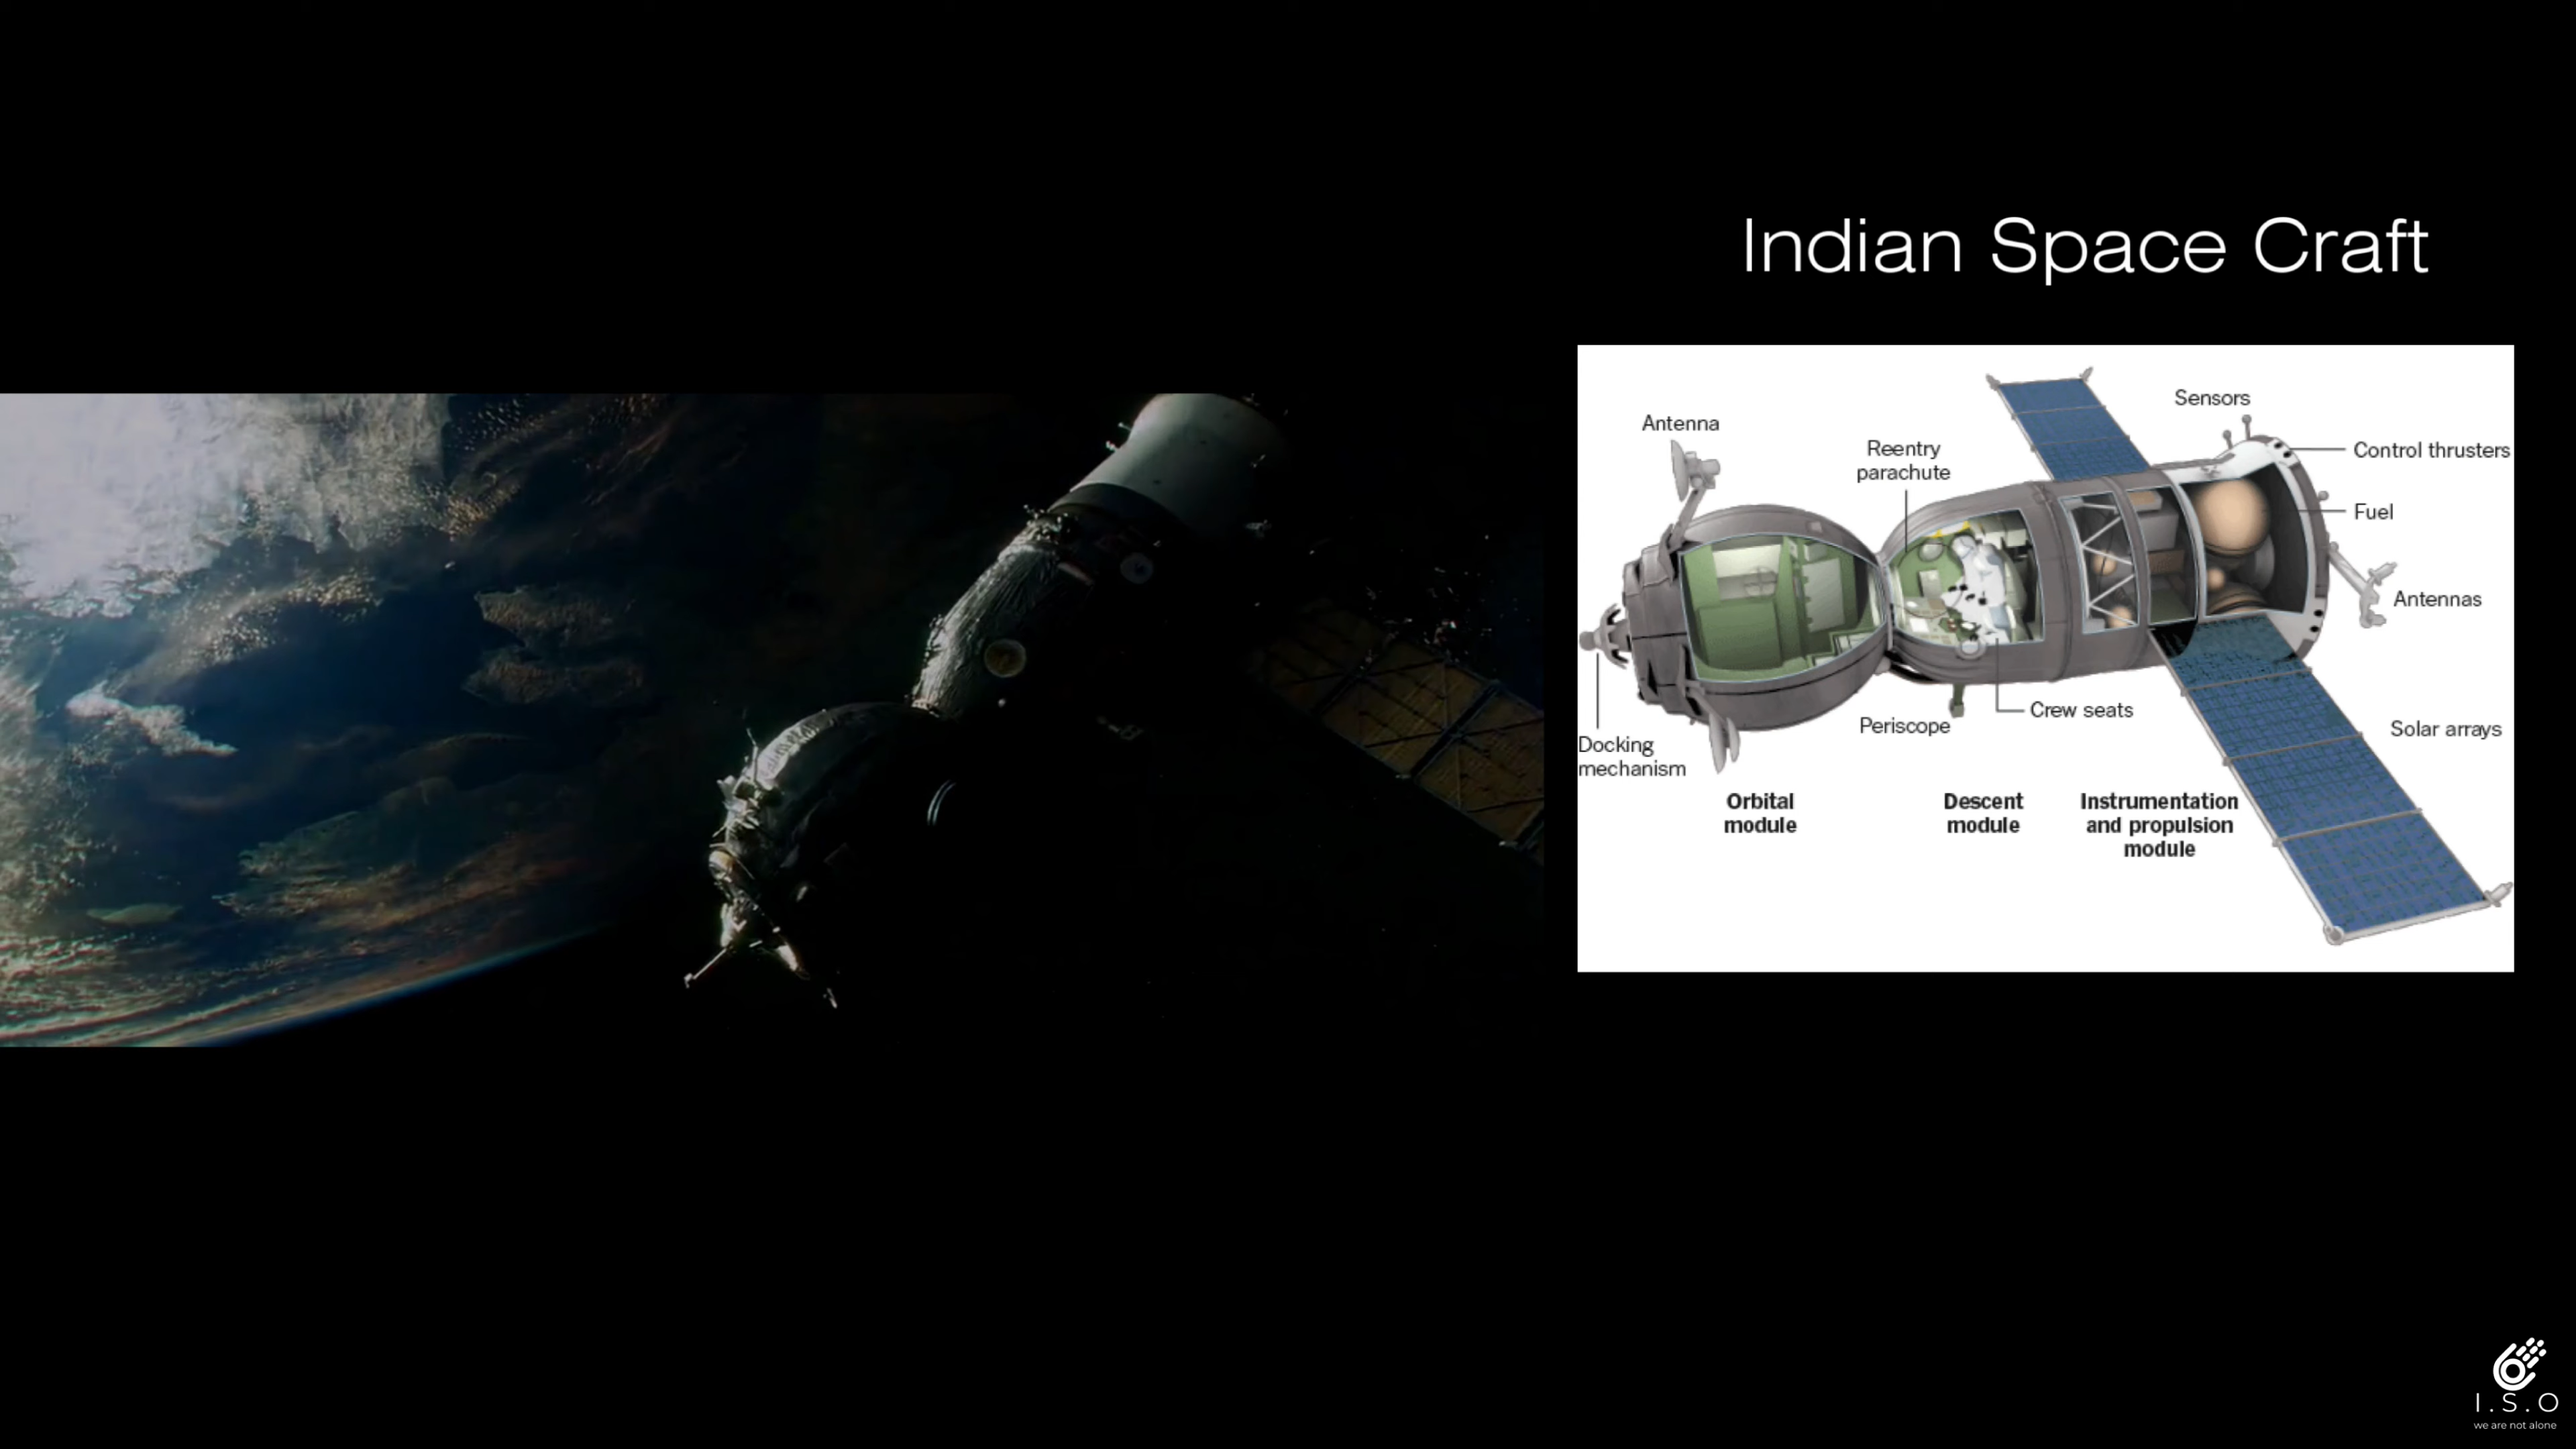 Indian Space Craft
Antenna
Sensors
Reentry
parachute
Control thrusters
Fuel
Antennas
Docking
mechanism
Periscope
Crew seats
Solar arrays
Orbital
module
Descent
module
Instrumentation
and propulsion
module
I.S.O
we are not alone